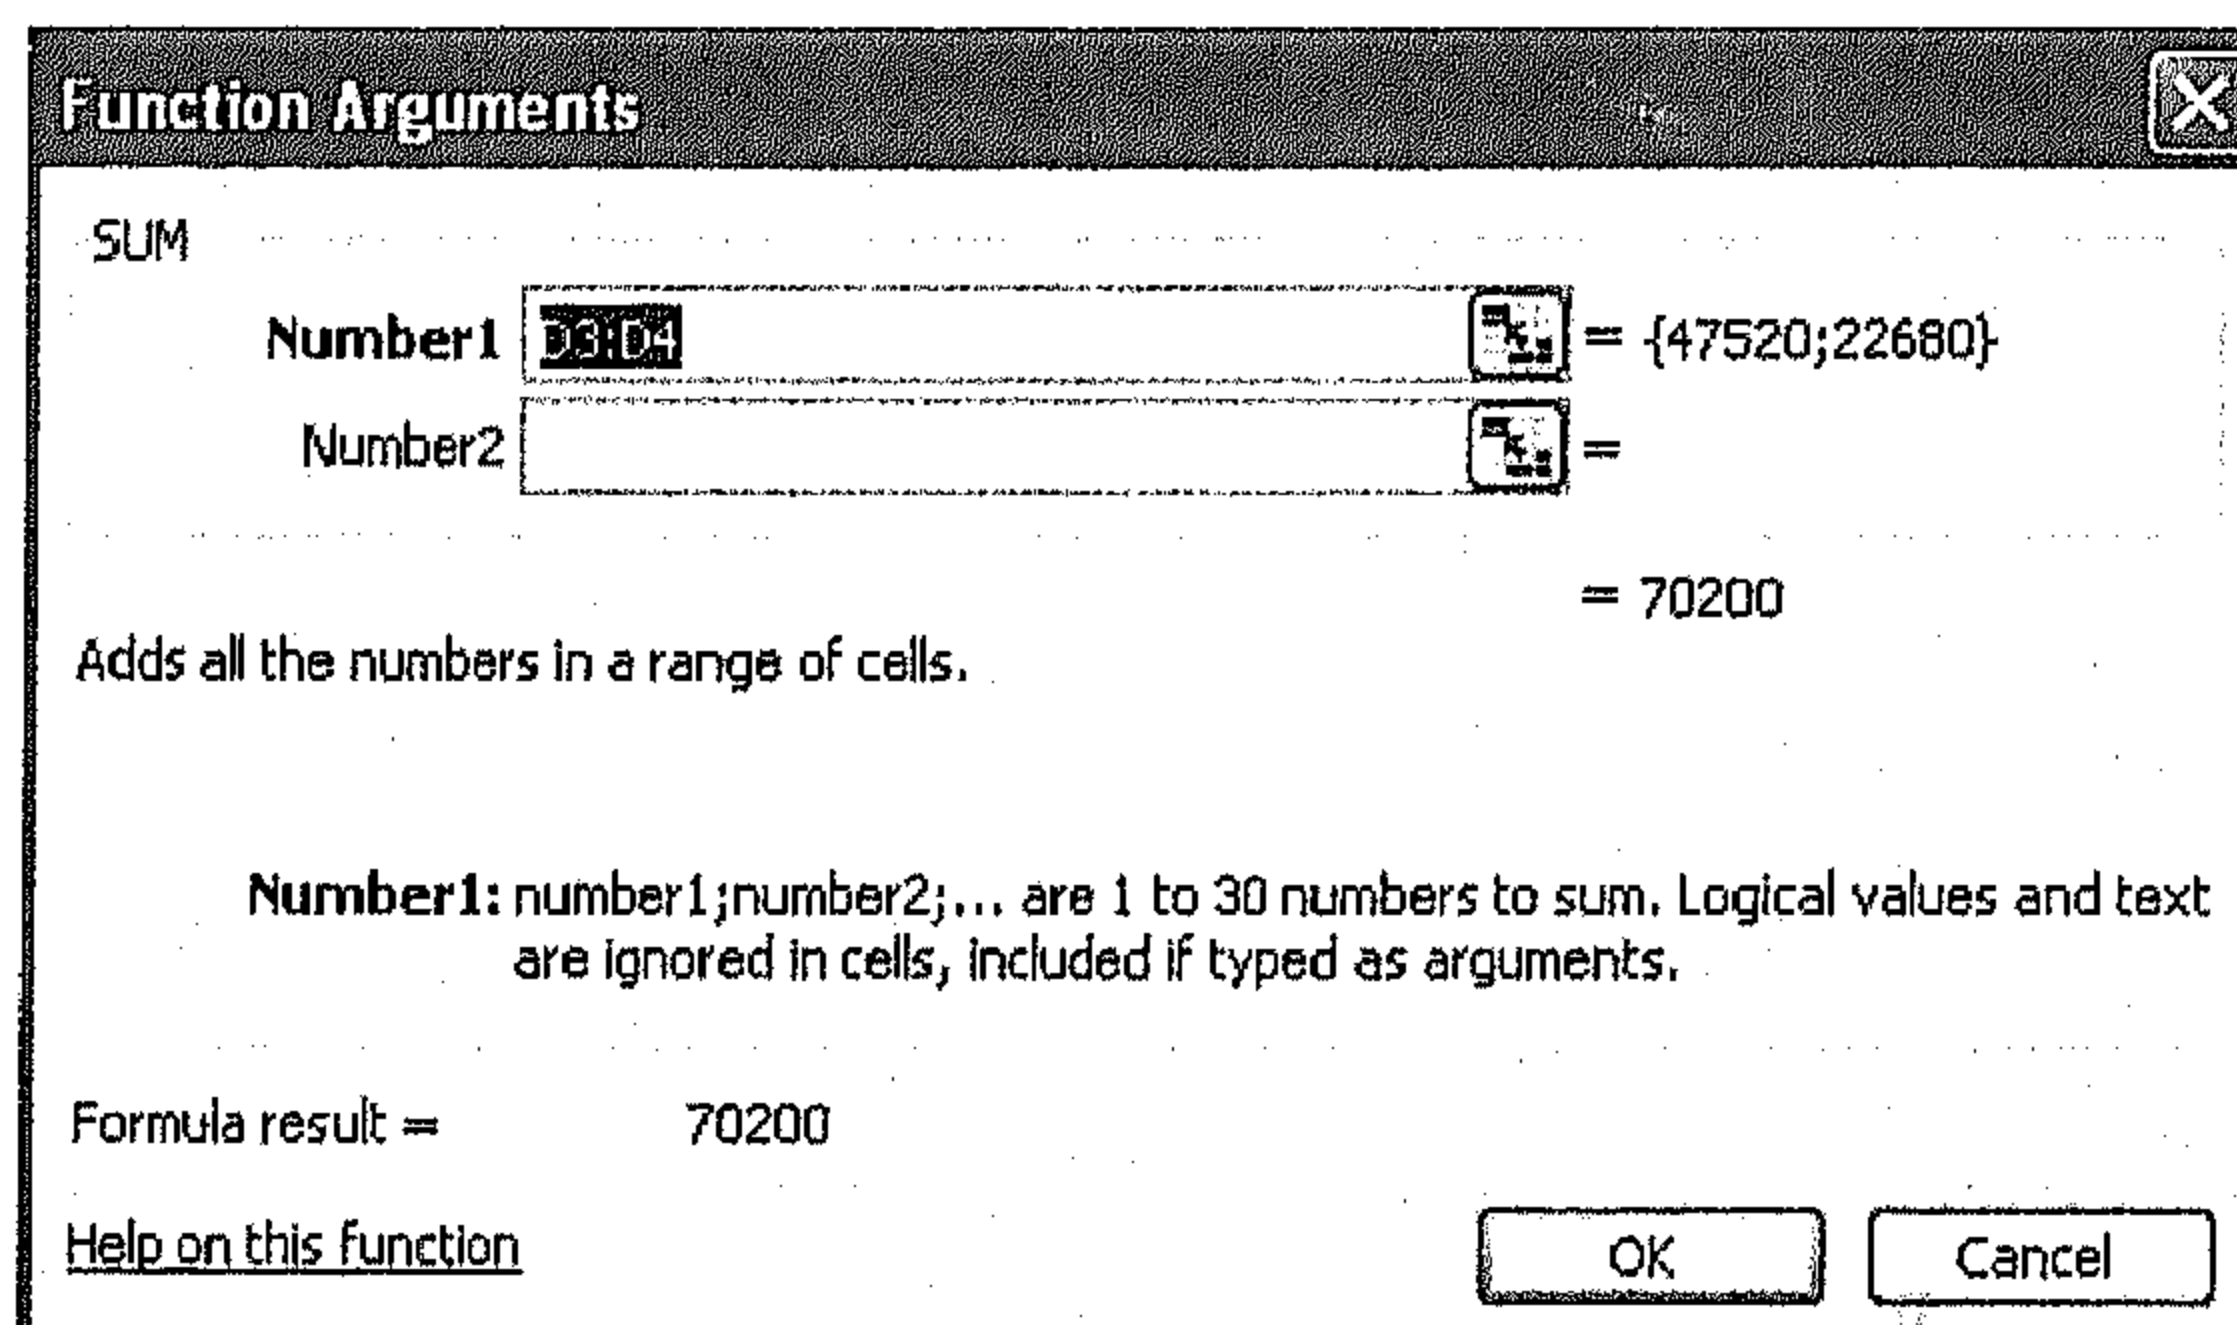 Function Arguments
SUM
Number1 D3:D4 = {47520;22680}
Number2 =
= 70200
Adds all the numbers in a range of cells.
Number1: number1;number2;... are 1 to 30 numbers to sum. Logical values and text
are ignored in cells, included if typed as arguments.
Formula result = 70200
Help on this function
OK Cancel